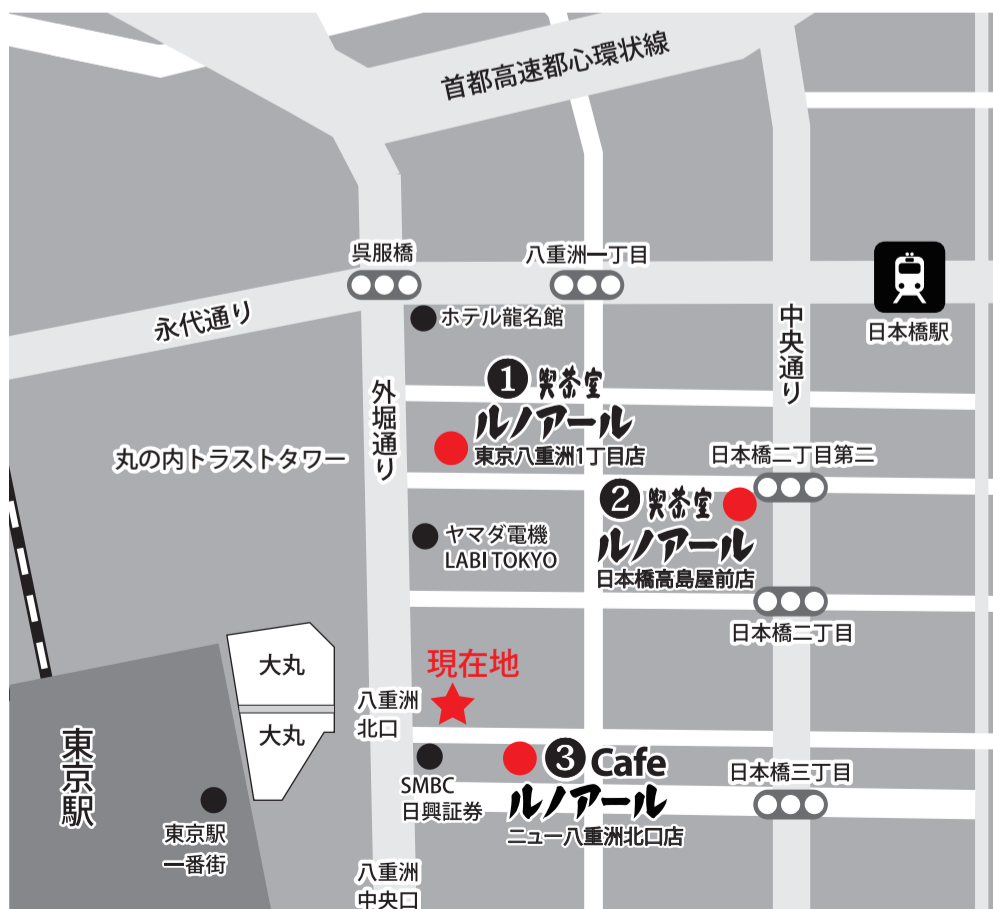 首都高速都心環状線
呉服橋
八重洲一丁目
永代通り
ホテル龍名館
中央通り
日本橋駅
外堀通り
❶ 喫茶室
ルノアール
東京八重洲1丁目店
丸の内トラストタワー
日本橋二丁目第二
❷ 喫茶室
ルノアール
日本橋高島屋前店
ヤマダ電機
LABI TOKYO
日本橋二丁目
大丸
現在地
八重洲
北口
大丸
東京駅
❸ Cafe
ルノアール
ニュー八重洲北口店
SMBC
日興証券
日本橋三丁目
東京駅
一番街
八重洲
中央口